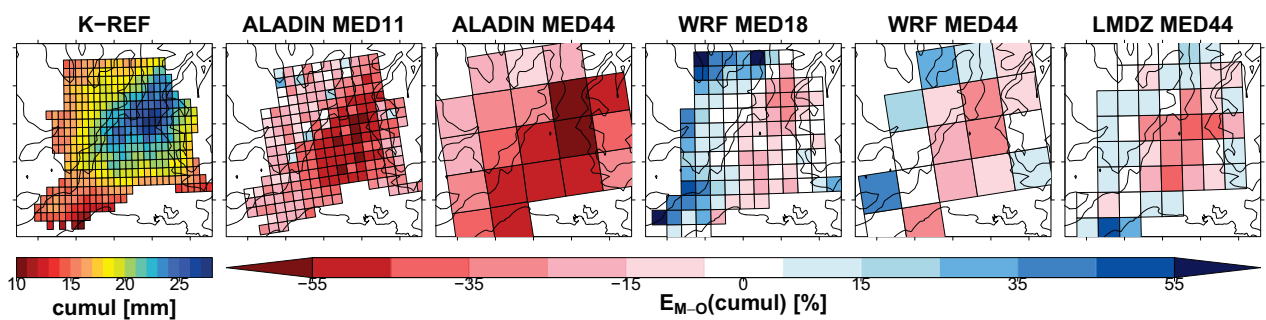 K−REF ALADIN MED11 ALADIN MED44 WRF MED18 WRF MED44 LMDZ MED44
10 15 20 25 −55 −35 −15 0 15 35 55
cumul [mm] E_M−O(cumul) [%]